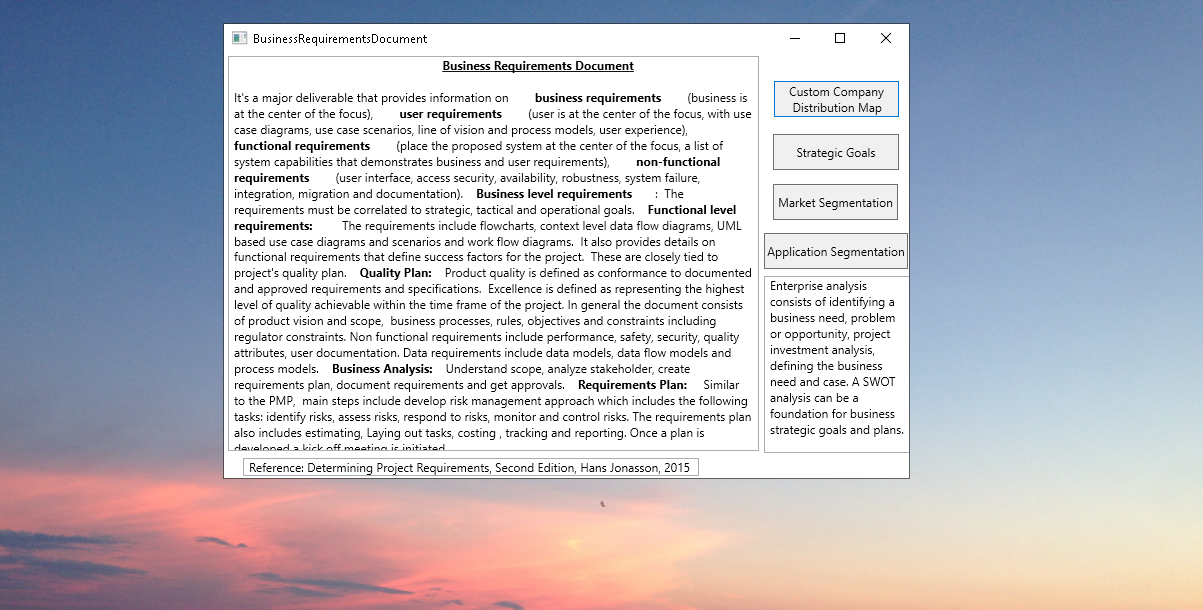 BusinessRequirementsDocument
Business Requirements Document
It's a major deliverable that provides information on business requirements (business is
at the center of the focus), user requirements (user is at the center of the focus, with use
case diagrams, use case scenarios, line of vision and process models, user experience),
functional requirements (place the proposed system at the center of the focus, a list of
system capabilities that demonstrates business and user requirements), non-functional
requirements (user interface, access security, availability, robustness, system failure,
integration, migration and documentation). Business level requirements : The
requirements must be correlated to strategic, tactical and operational goals. Functional level
requirements: The requirements include flowcharts, context level data flow diagrams, UML
based use case diagrams and scenarios and work flow diagrams. It also provides details on
functional requirements that define success factors for the project. These are closely tied to
project's quality plan. Quality Plan: Product quality is defined as conformance to documented
and approved requirements and specifications. Excellence is defined as representing the highest
level of quality achievable within the time frame of the project. In general the document consists
of product vision and scope, business processes, rules, objectives and constraints including
regulator constraints. Non functional requirements include performance, safety, security, quality
attributes, user documentation. Data requirements include data models, data flow models and
process models. Business Analysis: Understand scope, analyze stakeholder, create
requirements plan, document requirements and get approvals. Requirements Plan: Similar
to the PMP, main steps include develop risk management approach which includes the following
tasks: identify risks, assess risks, respond to risks, monitor and control risks. The requirements plan
also includes estimating, Laying out tasks, costing , tracking and reporting. Once a plan is
developed a kick off meeting is initiated
Reference: Determining Project Requirements, Second Edition, Hans Jonasson, 2015
Custom Company
Distribution Map
Strategic Goals
Market Segmentation
Application Segmentation
Enterprise analysis
consists of identifying a
business need, problem
or opportunity, project
investment analysis,
defining the business
need and case. A SWOT
analysis can be a
foundation for business
strategic goals and plans.